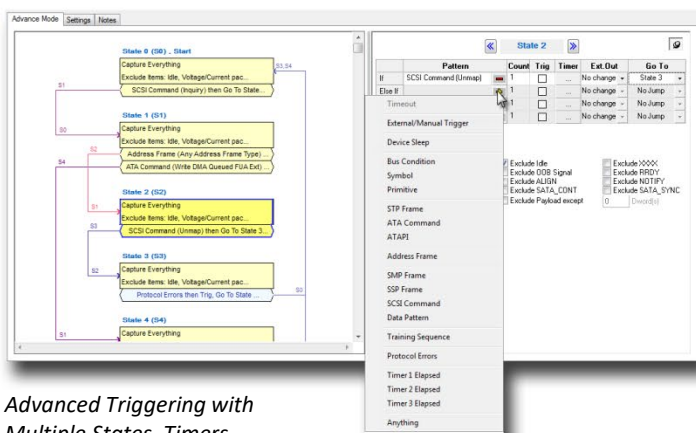 Advance Mode Settings Notes
State 0 (S0) , Start
Capture Everything
Exclude Items: Idle, Voltage/Current pac...
SCSI Command (Inquiry) then Go To State...
S3,S4
S1
State 1 (S1)
Capture Everything
Exclude Items: Idle, Voltage/Current pac...
S0
S2
Address Frame (Any Address Frame Type) ...
S4
ATA Command (Write DMA Queued FUA Ext) ...
State 2 (S2)
Capture Everything
Exclude Items: Idle, Voltage/Current pac...
S1
S3
SCSI Command (Unmap) then Go To State 3...
State 3 (S3)
Capture Everything
Exclude Items: Idle, Voltage/Current pac...
S2
Protocol Errors then Trig, Go To State ...
S0
State 4 (S4)
Capture Everything
S1
State 2
Pattern Count Trig Timer Ext.Out Go To
If SCSI Command (Unmap) 1 ... No change State 3
Else If 1 ... No change No Jump
1 ... No change No Jump
1 ... No change No Jump
Timeout
External/Manual Trigger
Device Sleep
Bus Condition
Symbol
Primitive
STP Frame
ATA Command
ATAPI
Address Frame
SMP Frame
SSP Frame
SCSI Command
Data Pattern
Training Sequence
Protocol Errors
Timer 1 Elapsed
Timer 2 Elapsed
Timer 3 Elapsed
Anything
Exclude Idle Exclude XXXX
Exclude OOB Signal Exclude RRDY
Exclude ALIGN Exclude NOTIFY
Exclude SATA_CONT Exclude SATA_SYNC
Exclude Payload except 0 Dword(s)
Advanced Triggering with
Multiple States, Timers